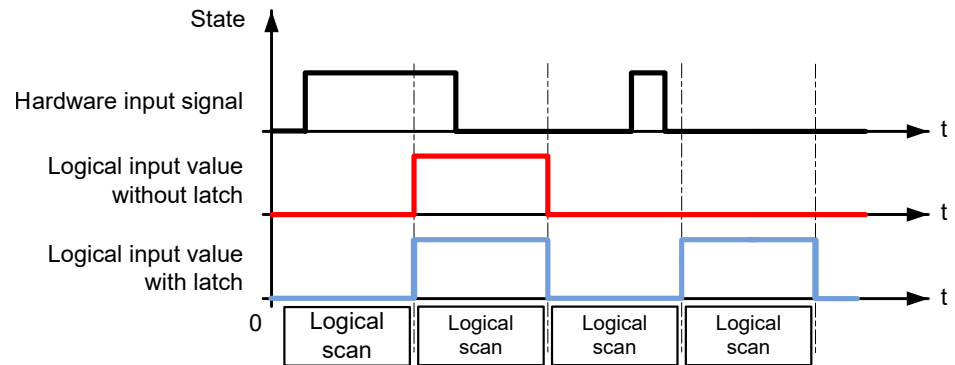 State
Hardware input signal
t
Logical input value
without latch
t
Logical input value
with latch
t
0
Logical
scan
Logical
scan
Logical
scan
Logical
scan